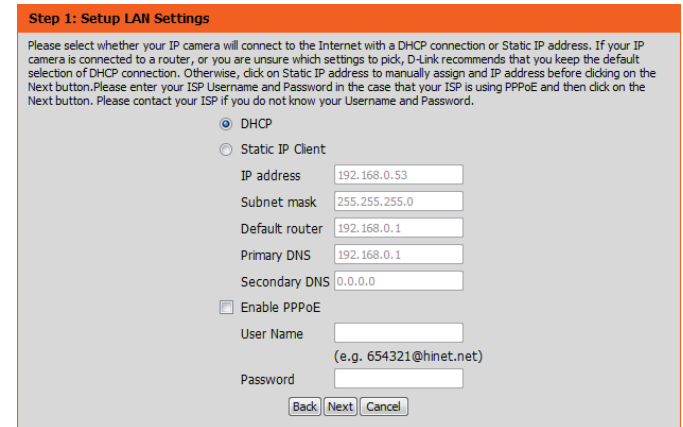 Step 1: Setup LAN Settings
Please select whether your IP camera will connect to the Internet with a DHCP connection or Static IP address. If your IP
camera is connected to a router, or you are unsure which settings to pick, D-Link recommends that you keep the default
selection of DHCP connection. Otherwise, click on Static IP address to manually assign and IP address before clicking on the
Next button.Please enter your ISP Username and Password in the case that your ISP is using PPPoE and then click on the
Next button. Please contact your ISP if you do not know your Username and Password.
DHCP
Static IP Client
IP address 192.168.0.53
Subnet mask 255.255.255.0
Default router 192.168.0.1
Primary DNS 192.168.0.1
Secondary DNS 0.0.0.0
Enable PPPoE
User Name
(e.g. 654321@hinet.net)
Password
Back Next Cancel